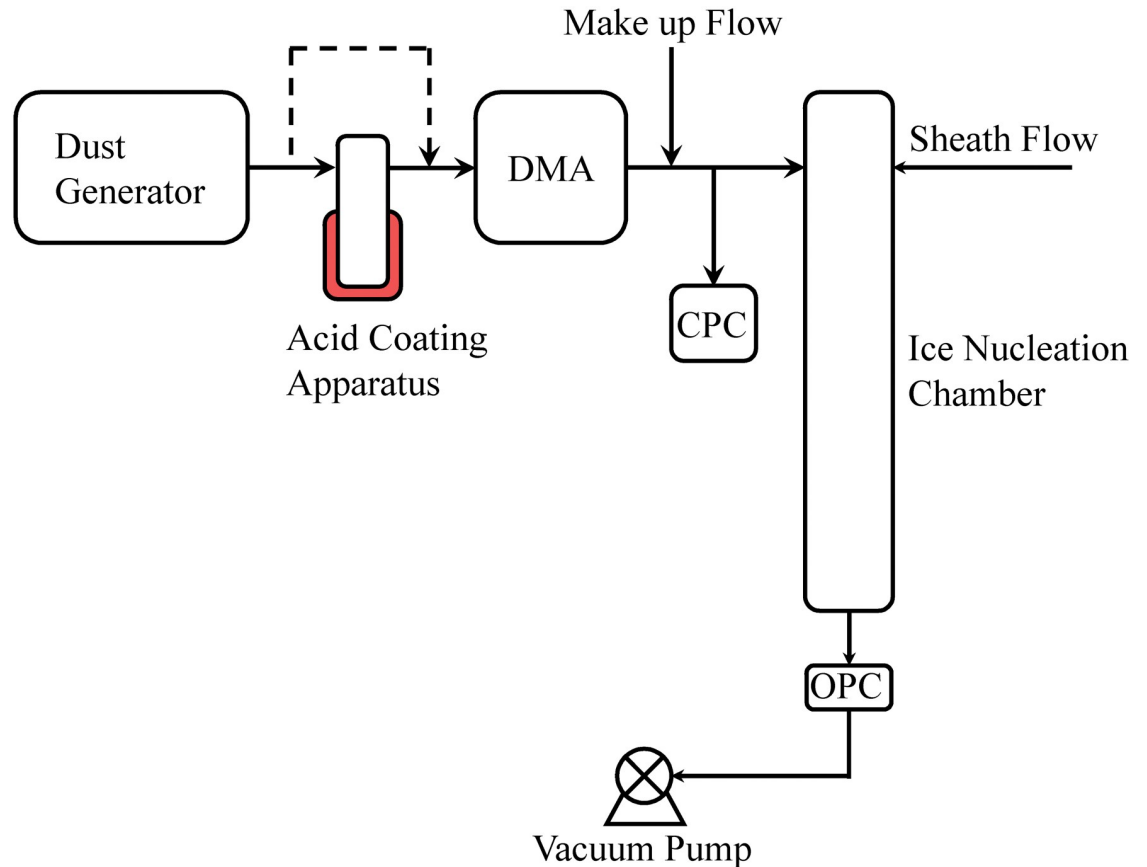 Make up Flow
Dust
Generator
DMA
Sheath Flow
CPC
Acid Coating
Apparatus
Ice Nucleation
Chamber
OPC
Vacuum Pump